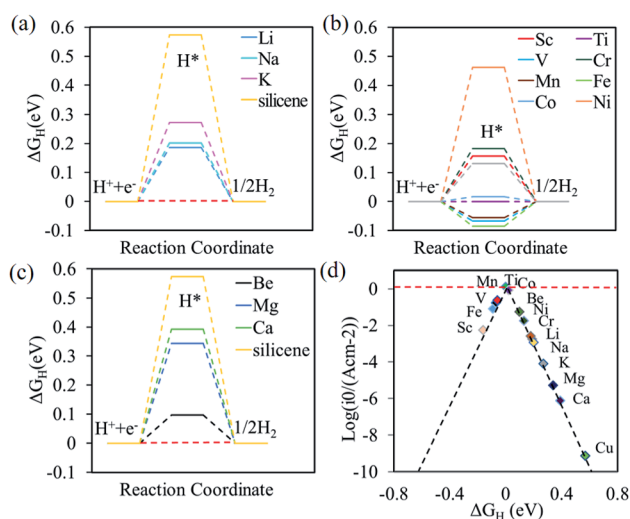 (a)
0.6
0.5
0.4
0.3
0.2
0.1
0
-0.1
ΔG_H(eV)
H*
Li
Na
K
silicene
H⁺+e⁻
1/2H₂
Reaction Coordinate
(b)
0.6
0.5
0.4
0.3
0.2
0.1
0
-0.1
ΔG_H(eV)
Sc Ti
V Cr
Mn Fe
Co Ni
H*
H⁺+e⁻
1/2H₂
Reaction Coordinate
(c)
0.6
0.5
0.4
0.3
0.2
0.1
0
-0.1
ΔG_H(eV)
H*
Be
Mg
Ca
silicene
H⁺+e⁻
1/2H₂
Reaction Coordinate
(d)
0
-2
-4
-6
-8
-10
Log(i0/(Acm-2))
Mn Ti Co
V Be
Fe Ni
Sc Cr
Li
Na
K
Mg
Ca
Cu
-0.8 -0.4 0 0.4 0.8
ΔG_H (eV)